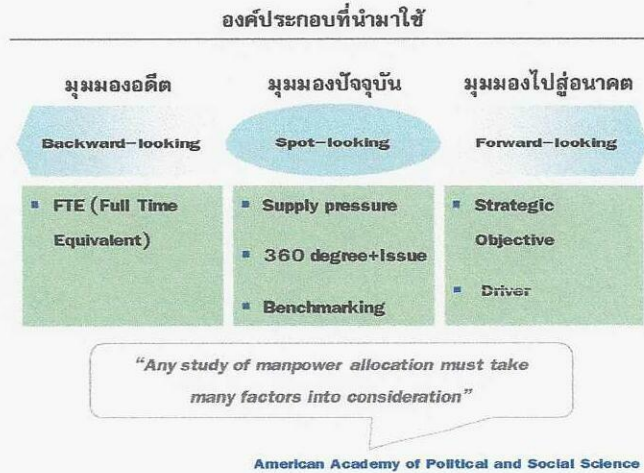 องค์ประกอบที่นำมาใช้
มุมมองอดีต
มุมมองปัจจุบัน
มุมมองไปสู่อนาคต
Backward-looking
Spot-looking
Forward-looking
▪ FTE (Full Time
Equivalent)
▪ Supply pressure
▪ 360 degree+Issue
▪ Benchmarking
▪ Strategic
Objective
▪ Driver
“Any study of manpower allocation must take
many factors into consideration”
American Academy of Political and Social Science